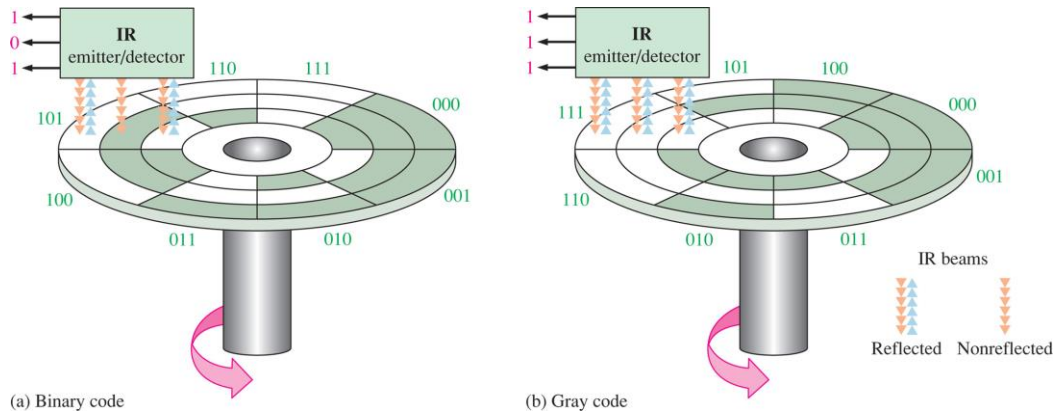 1
0
1
IR
emitter/detector
110
111
000
101
100
001
011
010
(a) Binary code
1
1
1
IR
emitter/detector
101
100
000
111
110
001
010
011
IR beams
Reflected
Nonreflected
(b) Gray code